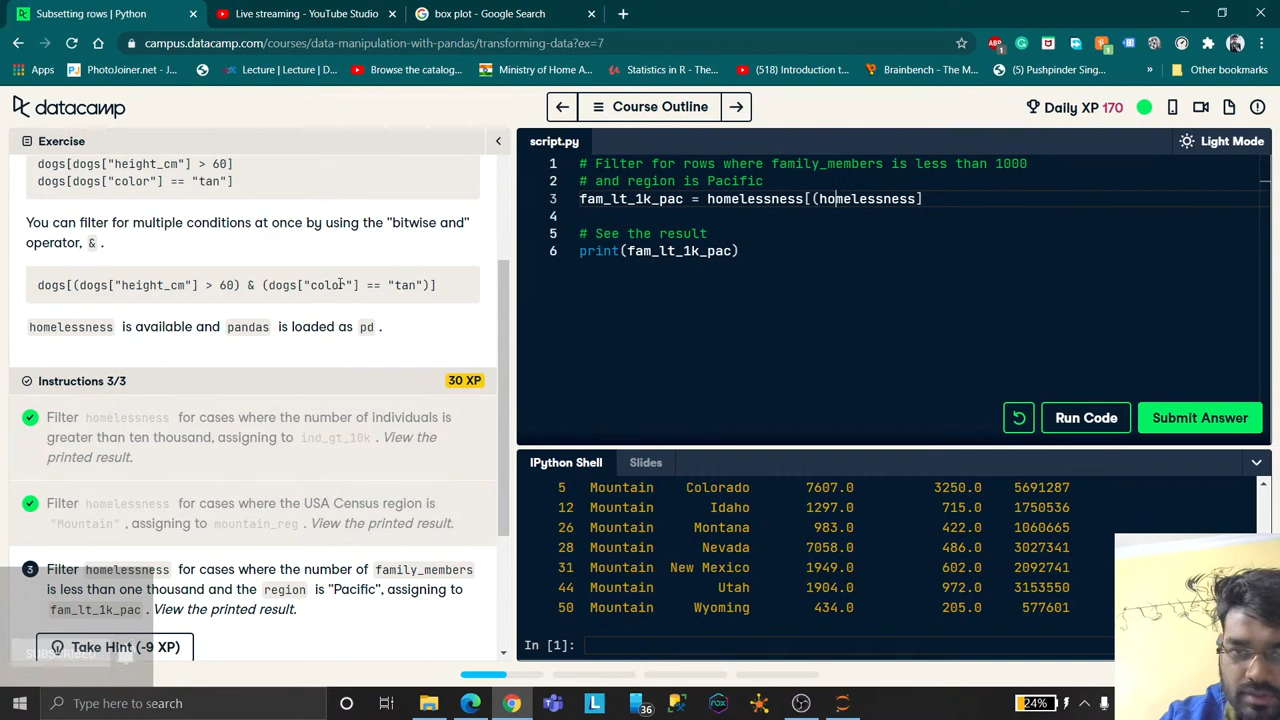 Subsetting rows | Python
Live streaming - YouTube Studio
box plot - Google Search
campus.datacamp.com/courses/data-manipulation-with-pandas/transforming-data?ex=7
Apps
PhotoJoiner.net - J...
Lecture | Lecture | D...
Browse the catalog...
Ministry of Home A...
Statistics in R - The...
(518) Introduction t...
Brainbench - The M...
(5) Pushpinder Sing...
»
Other bookmarks
datacamp
Course Outline
Daily XP 170
Exercise
script.py
Light Mode
dogs[dogs["height_cm"] > 60]
dogs[dogs["color"] == "tan"]
You can filter for multiple conditions at once by using the "bitwise and"
operator, & .
dogs[(dogs["height_cm"] > 60) & (dogs["color"] == "tan")]
homelessness is available and pandas is loaded as pd .
Instructions 3/3
30 XP
Filter homelessness for cases where the number of individuals is
greater than ten thousand, assigning to ind_gt_10k . View the
printed result.
Filter homelessness for cases where the USA Census region is
"Mountain" , assigning to mountain_reg . View the printed result.
3 Filter homelessness for cases where the number of family_members
is less than one thousand and the region is "Pacific", assigning to
fam_lt_1k_pac . View the printed result.
Take Hint (-9 XP)
SUBSCRIBED
1 # Filter for rows where family_members is less than 1000
2 # and region is Pacific
3 fam_lt_1k_pac = homelessness[(homelessness]
4
5 # See the result
6 print(fam_lt_1k_pac)
Run Code
Submit Answer
IPython Shell
Slides
5 Mountain Colorado 7607.0 3250.0 5691287
12 Mountain Idaho 1297.0 715.0 1750536
26 Mountain Montana 983.0 422.0 1060665
28 Mountain Nevada 7058.0 486.0 3027341
31 Mountain New Mexico 1949.0 602.0 2092741
44 Mountain Utah 1904.0 972.0 3153550
50 Mountain Wyoming 434.0 205.0 577601
In [1]:
Type here to search
36
24%